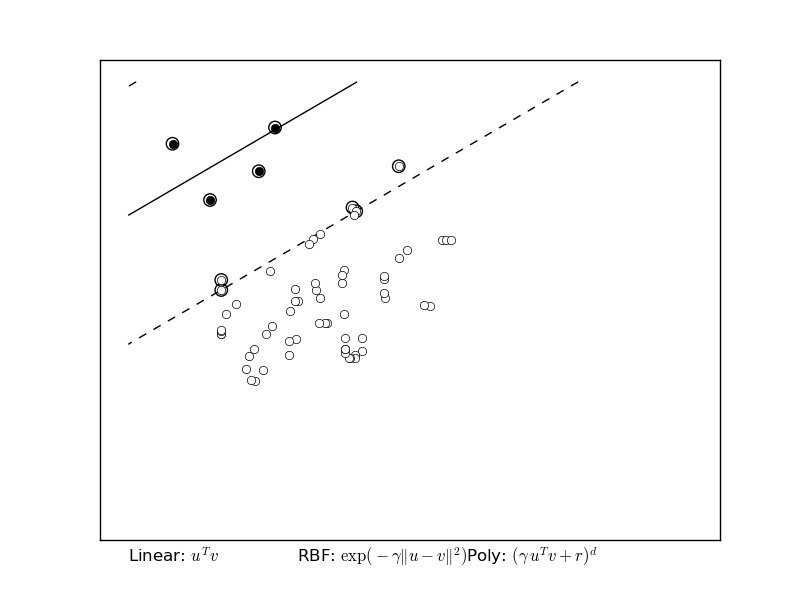 Linear: $u^T v$ RBF: $\exp(-\gamma \| u-v \|^2)$Poly: $(\gamma \, u^T v + r)^d$